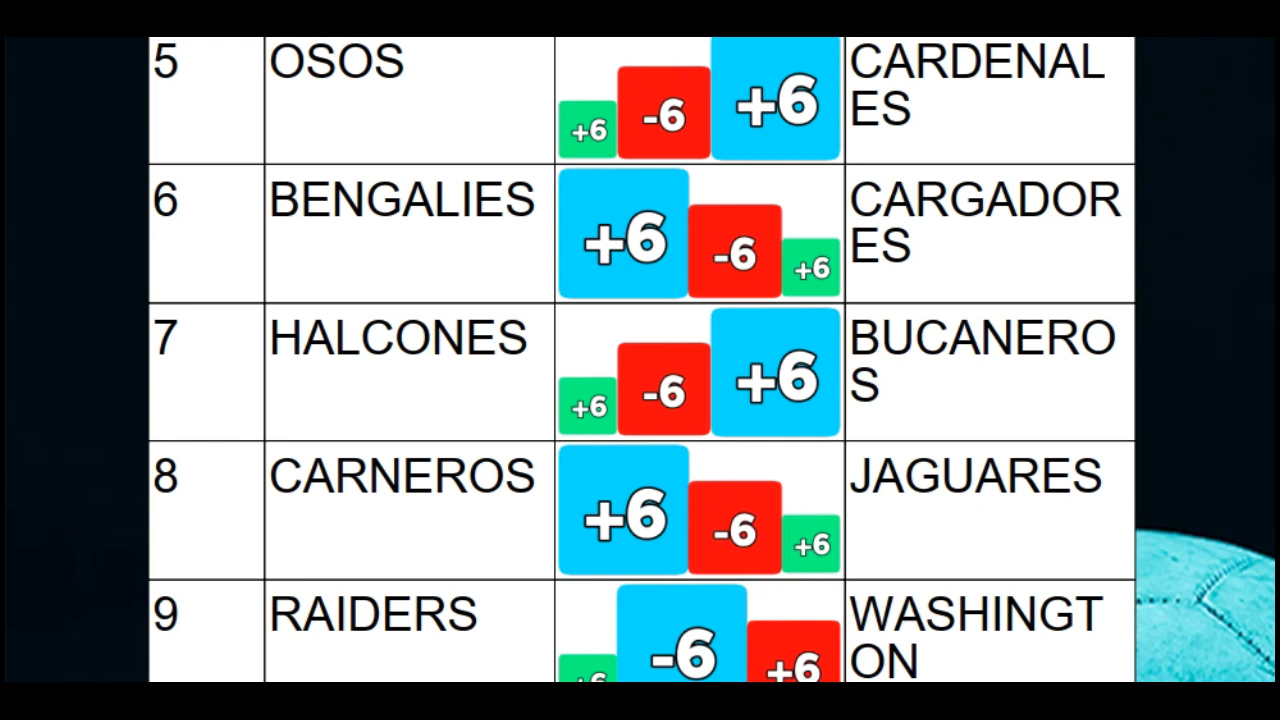 5 OSOS +6 -6 +6 CARDENAL
ES
6 BENGALIES +6 -6 +6 CARGADOR
ES
7 HALCONES +6 -6 +6 BUCANERO
S
8 CARNEROS +6 -6 +6 JAGUARES
9 RAIDERS +6 -6 +6 WASHINGT
ON